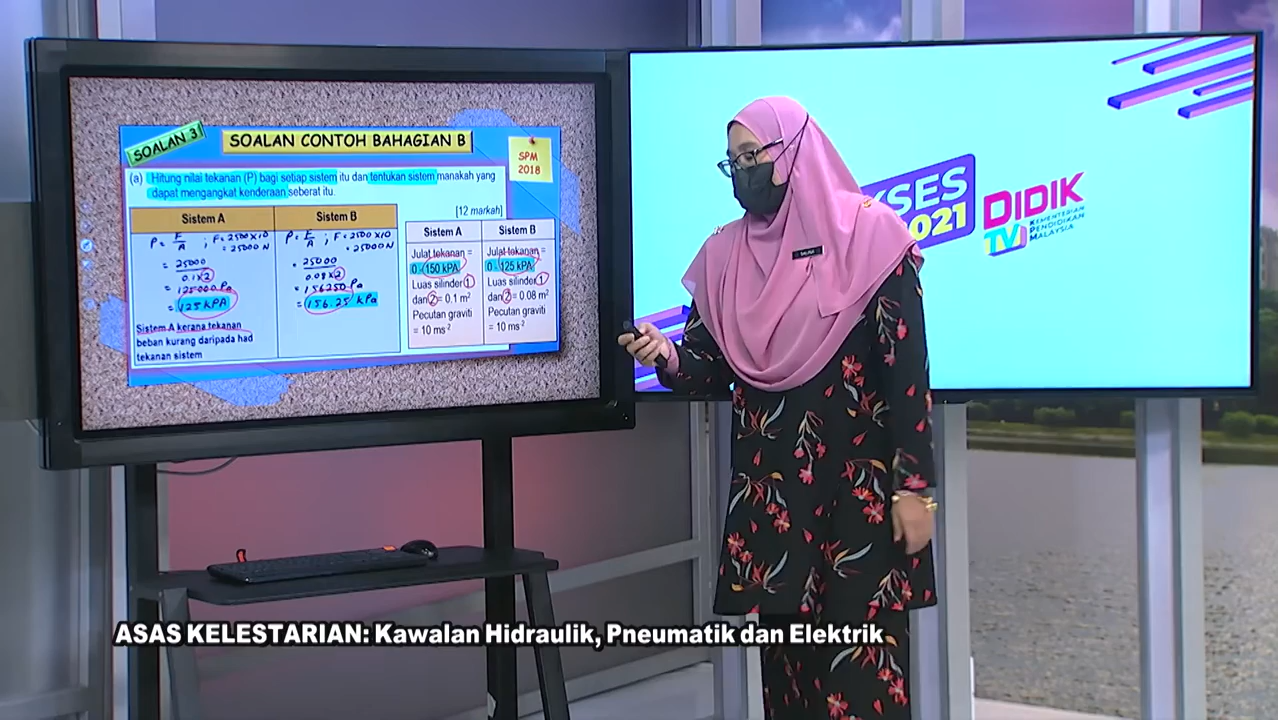 SOALAN 3
SOALAN CONTOH BAHAGIAN B
SPM
2018
(a) Hitung nilai tekanan (P) bagi setiap sistem itu dan tentukan sistem manakah yang
dapat mengangkat kenderaan seberat itu.
[12 markah]
Sistem A
P = F/A ; F = 2500 X 10
= 25000 N
= 25000
0.1 x 2
= 125000 Pa
= 125 kPA
Sistem A kerana tekanan
beban kurang daripada had
tekanan sistem
Sistem B
P = F/A ; F = 2500 X 10
= 25000 N
= 25000
0.08 x 2
= 156250 Pa
= 156.25 kPa
Sistem A
Julat tekanan =
0 - 150 kPA
Luas silinder 1
dan 2 = 0.1 m²
Pecutan graviti
= 10 ms⁻²
Sistem B
Julat tekanan =
0 - 125 kPA
Luas silinder 1
dan 2 = 0.08 m²
Pecutan graviti
= 10 ms⁻²
KSES
2021
DIDIK
TV
KEMENTERIAN
PENDIDIKAN
MALAYSIA
ASAS KELESTARIAN: Kawalan Hidraulik, Pneumatik dan Elektrik